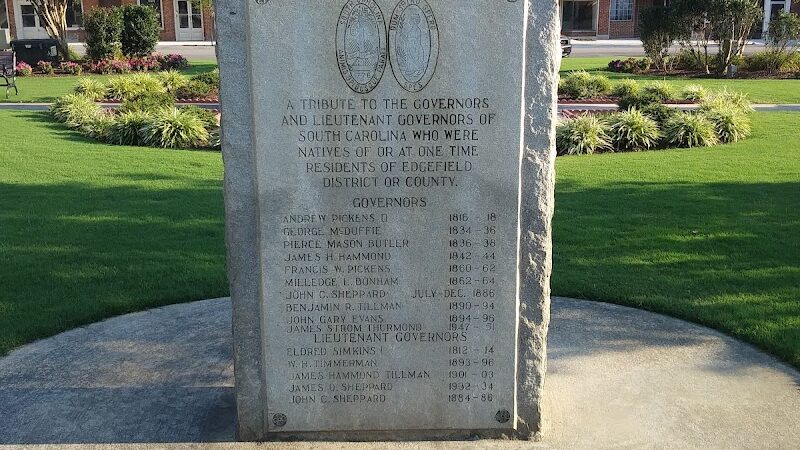 A TRIBUTE TO THE GOVERNORS
AND LIEUTENANT GOVERNORS OF
SOUTH CAROLINA WHO WERE
NATIVES OF OR AT ONE TIME
RESIDENTS OF EDGEFIELD
DISTRICT OR COUNTY.
GOVERNORS
ANDREW PICKENS 1816 - 18
GEORGE McDUFFIE 1834 - 36
PIERCE MASON BUTLER 1836 - 38
JAMES H. HAMMOND 1842 - 44
FRANCIS W. PICKENS 1860 - 62
MILLEDGE L. BONHAM 1862 - 64
JOHN C. SHEPPARD JULY - DEC. 1886
BENJAMIN R. TILLMAN 1890 - 94
JOHN GARY EVANS 1894 - 96
JAMES STROM THURMOND 1947 - 51
LIEUTENANT GOVERNORS
ELDRED SIMKINS 1812 - 14
W. H. TIMMERMAN 1893 - 96
JAMES HAMMOND TILLMAN 1901 - 03
JAMES O. SHEPPARD 1932 - 34
JOHN C. SHEPPARD 1884 - 86